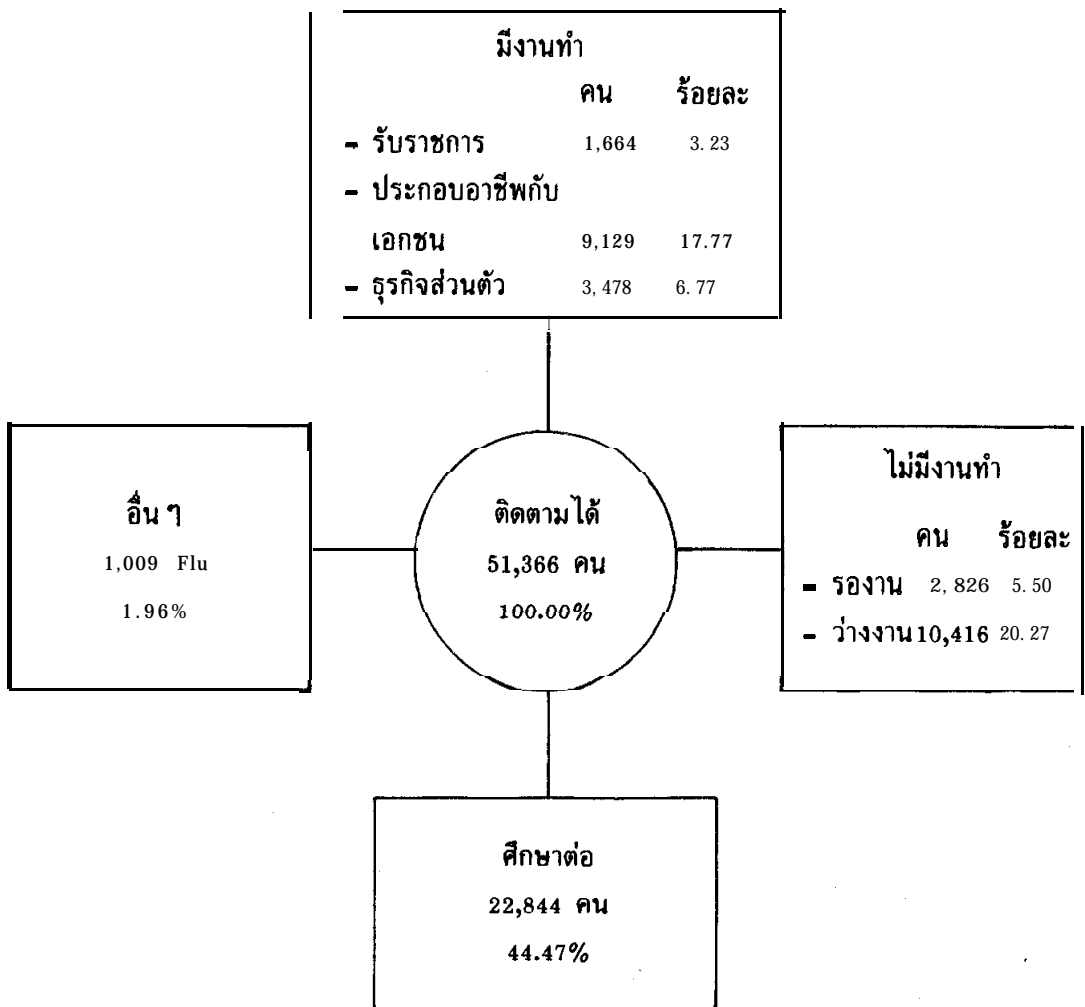 มีงานทำ
คน ร้อยละ
- รับราชการ 1,664 3.23
- ประกอบอาชีพกับ
เอกชน 9,129 17.77
- ธุรกิจส่วนตัว 3,478 6.77
อื่น ๆ
1,009 Flu
1.96%
ติดตามได้
51,366 คน
100.00%
ไม่มีงานทำ
คน ร้อยละ
- รองาน 2,826 5.50
- ว่างงาน 10,416 20.27
ศึกษาต่อ
22,844 คน
44.47%